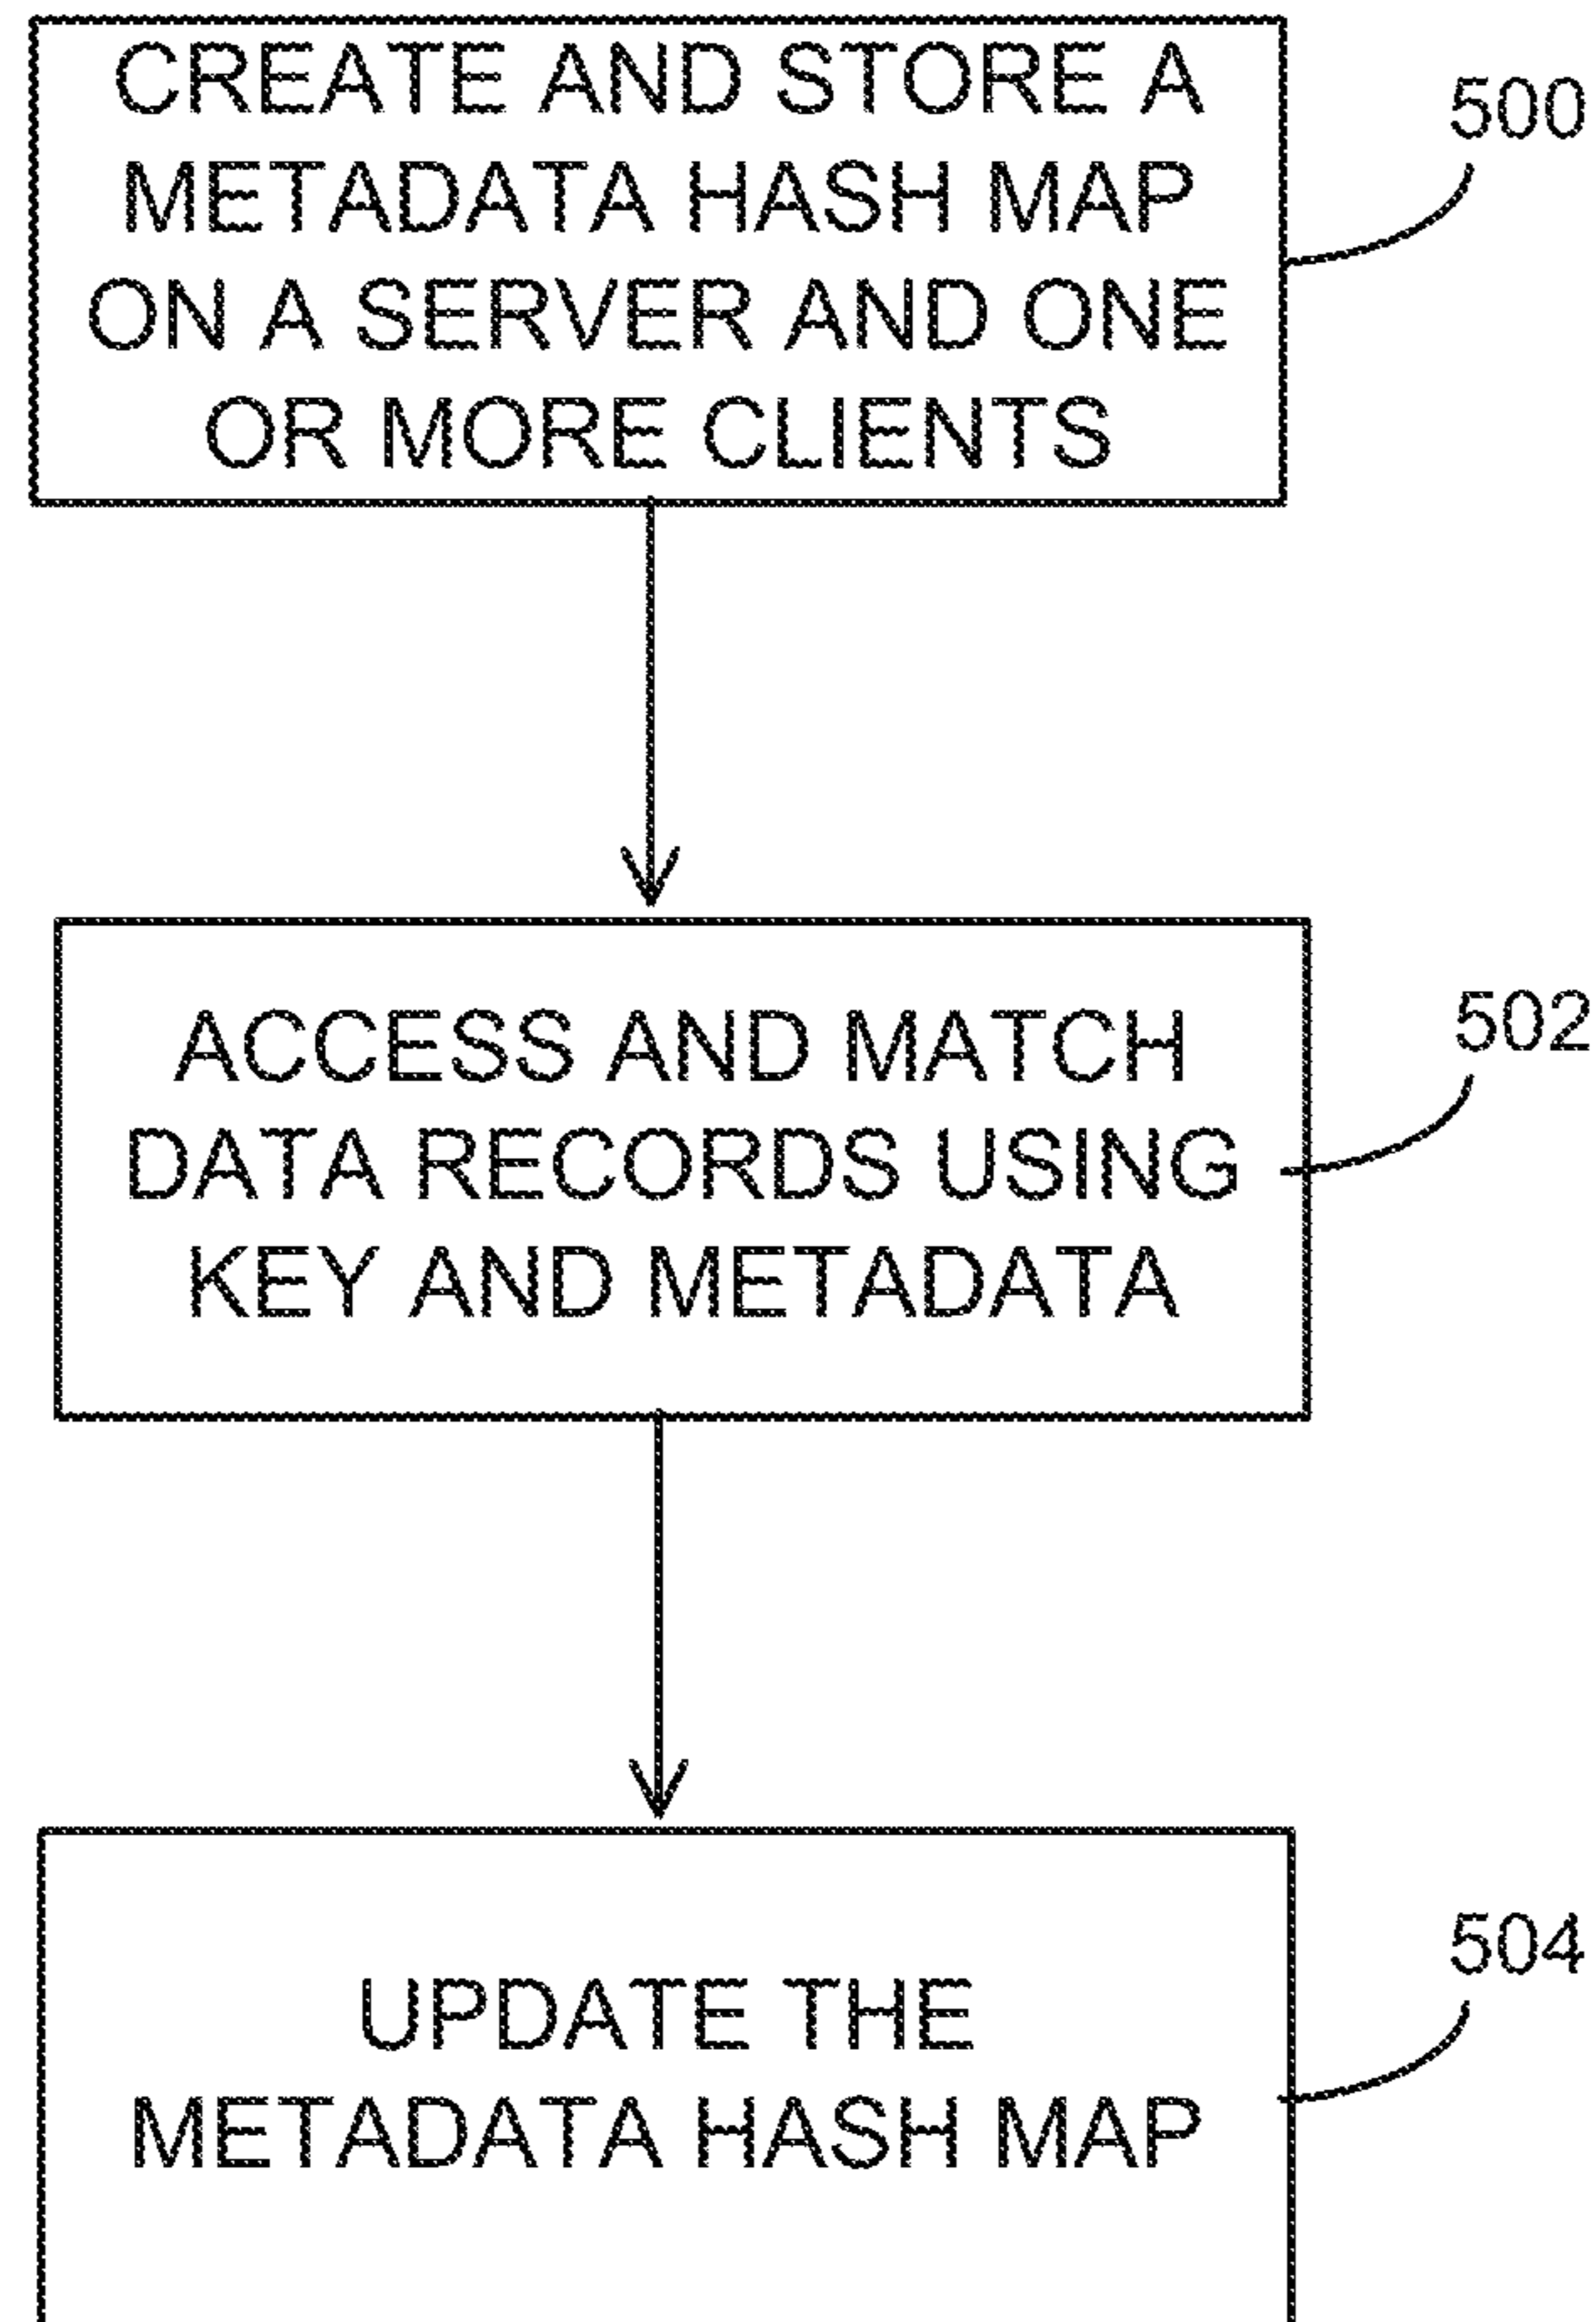 CREATE AND STORE A
METADATA HASH MAP
ON A SERVER AND ONE
OR MORE CLIENTS
500
ACCESS AND MATCH
DATA RECORDS USING
KEY AND METADATA
502
UPDATE THE
METADATA HASH MAP
504